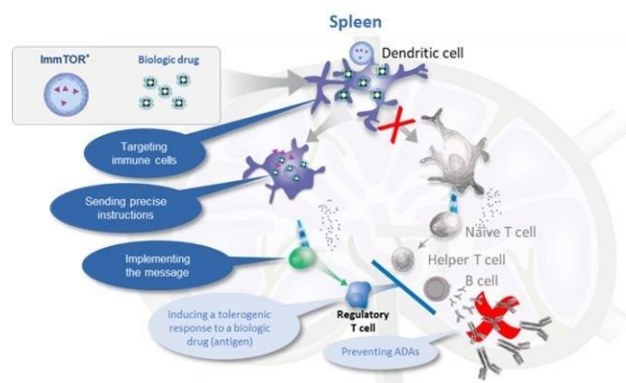 Spleen
ImmTOR*
Biologic drug
Dendritic cell
Targeting
immune cells
Sending precise
instructions
Naïve T cell
Implementing
the message
Helper T cell
B cell
Inducing a tolerogenic
response to a biologic
drug (antigen)
Regulatory
T cell
Preventing ADAs